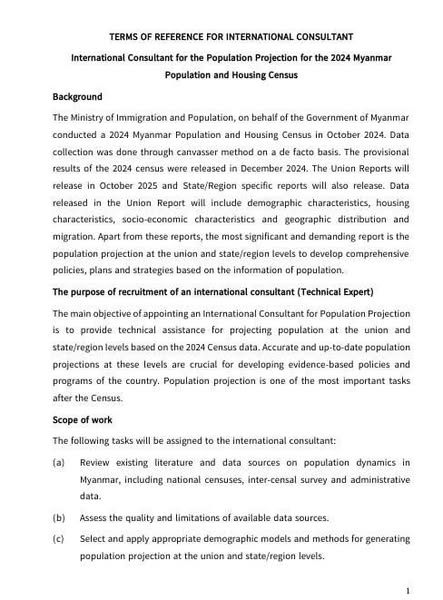 TERMS OF REFERENCE FOR INTERNATIONAL CONSULTANT
International Consultant for the Population Projection for the 2024 Myanmar
Population and Housing Census
Background
The Ministry of Immigration and Population, on behalf of the Government of Myanmar
conducted a 2024 Myanmar Population and Housing Census in October 2024. Data
collection was done through canvasser method on a de facto basis. The provisional
results of the 2024 census were released in December 2024. The Union Reports will
release in October 2025 and State/Region specific reports will also release. Data
released in the Union Report will include demographic characteristics, housing
characteristics, socio-economic characteristics and geographic distribution and
migration. Apart from these reports, the most significant and demanding report is the
population projection at the union and state/region levels to develop comprehensive
policies, plans and strategies based on the information of population.
The purpose of recruitment of an international consultant (Technical Expert)
The main objective of appointing an International Consultant for Population Projection
is to provide technical assistance for projecting population at the union and
state/region levels based on the 2024 Census data. Accurate and up-to-date population
projections at these levels are crucial for developing evidence-based policies and
programs of the country. Population projection is one of the most important tasks
after the Census.
Scope of work
The following tasks will be assigned to the international consultant:
(a) Review existing literature and data sources on population dynamics in
Myanmar, including national censuses, inter-censal survey and administrative
data.
(b) Assess the quality and limitations of available data sources.
(c) Select and apply appropriate demographic models and methods for generating
population projection at the union and state/region levels.
1